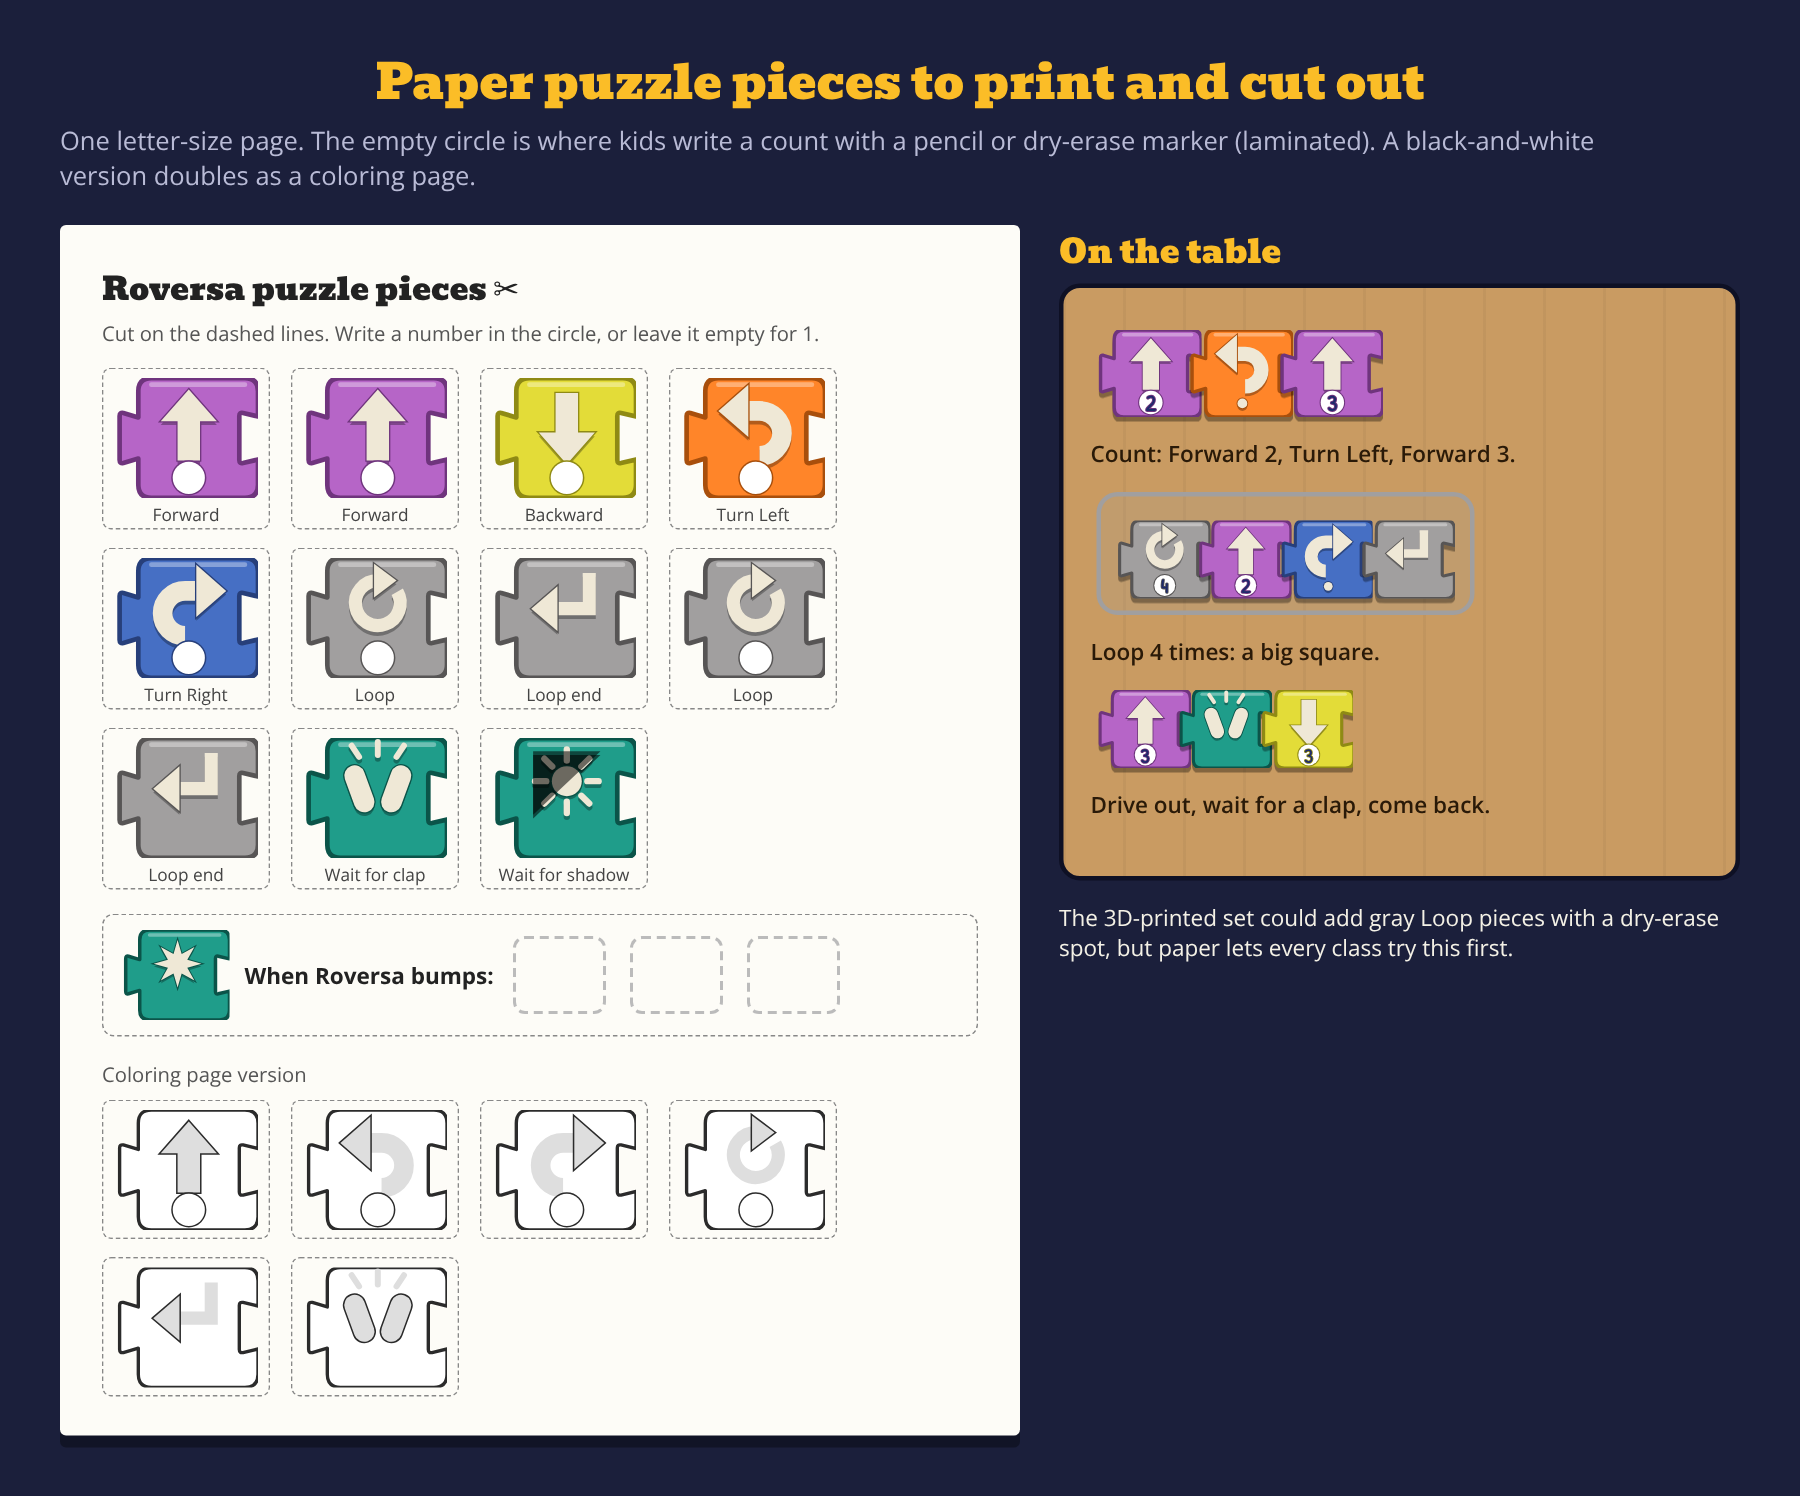 Paper puzzle pieces to print and cut out
One letter-size page. The empty circle is where kids write a count with a pencil or dry-erase marker (laminated). A black-and-white
version doubles as a coloring page.
Roversa puzzle pieces ✂
Cut on the dashed lines. Write a number in the circle, or leave it empty for 1.
Forward
Forward
Backward
Turn Left
Turn Right
Loop
Loop end
Loop
Loop end
Wait for clap
Wait for shadow
When Roversa bumps:
Coloring page version
On the table
2
3
Count: Forward 2, Turn Left, Forward 3.
4
2
Loop 4 times: a big square.
3
3
Drive out, wait for a clap, come back.
The 3D-printed set could add gray Loop pieces with a dry-erase
spot, but paper lets every class try this first.